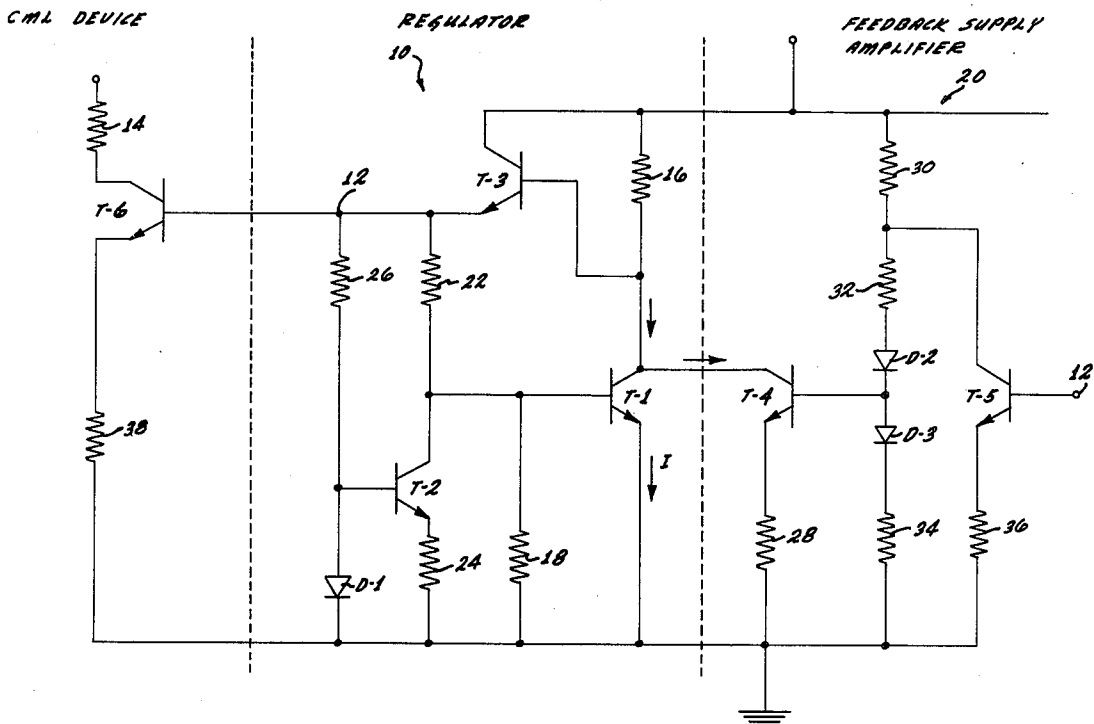 CML DEVICE
REGULATOR
FEEDBACK SUPPLY
AMPLIFIER
10
20
14
T-6
12
T-3
16
30
26
22
32
D-2
12
T-1
T-4
T-5
D-3
38
I
T-2
24
18
28
34
36
D-1